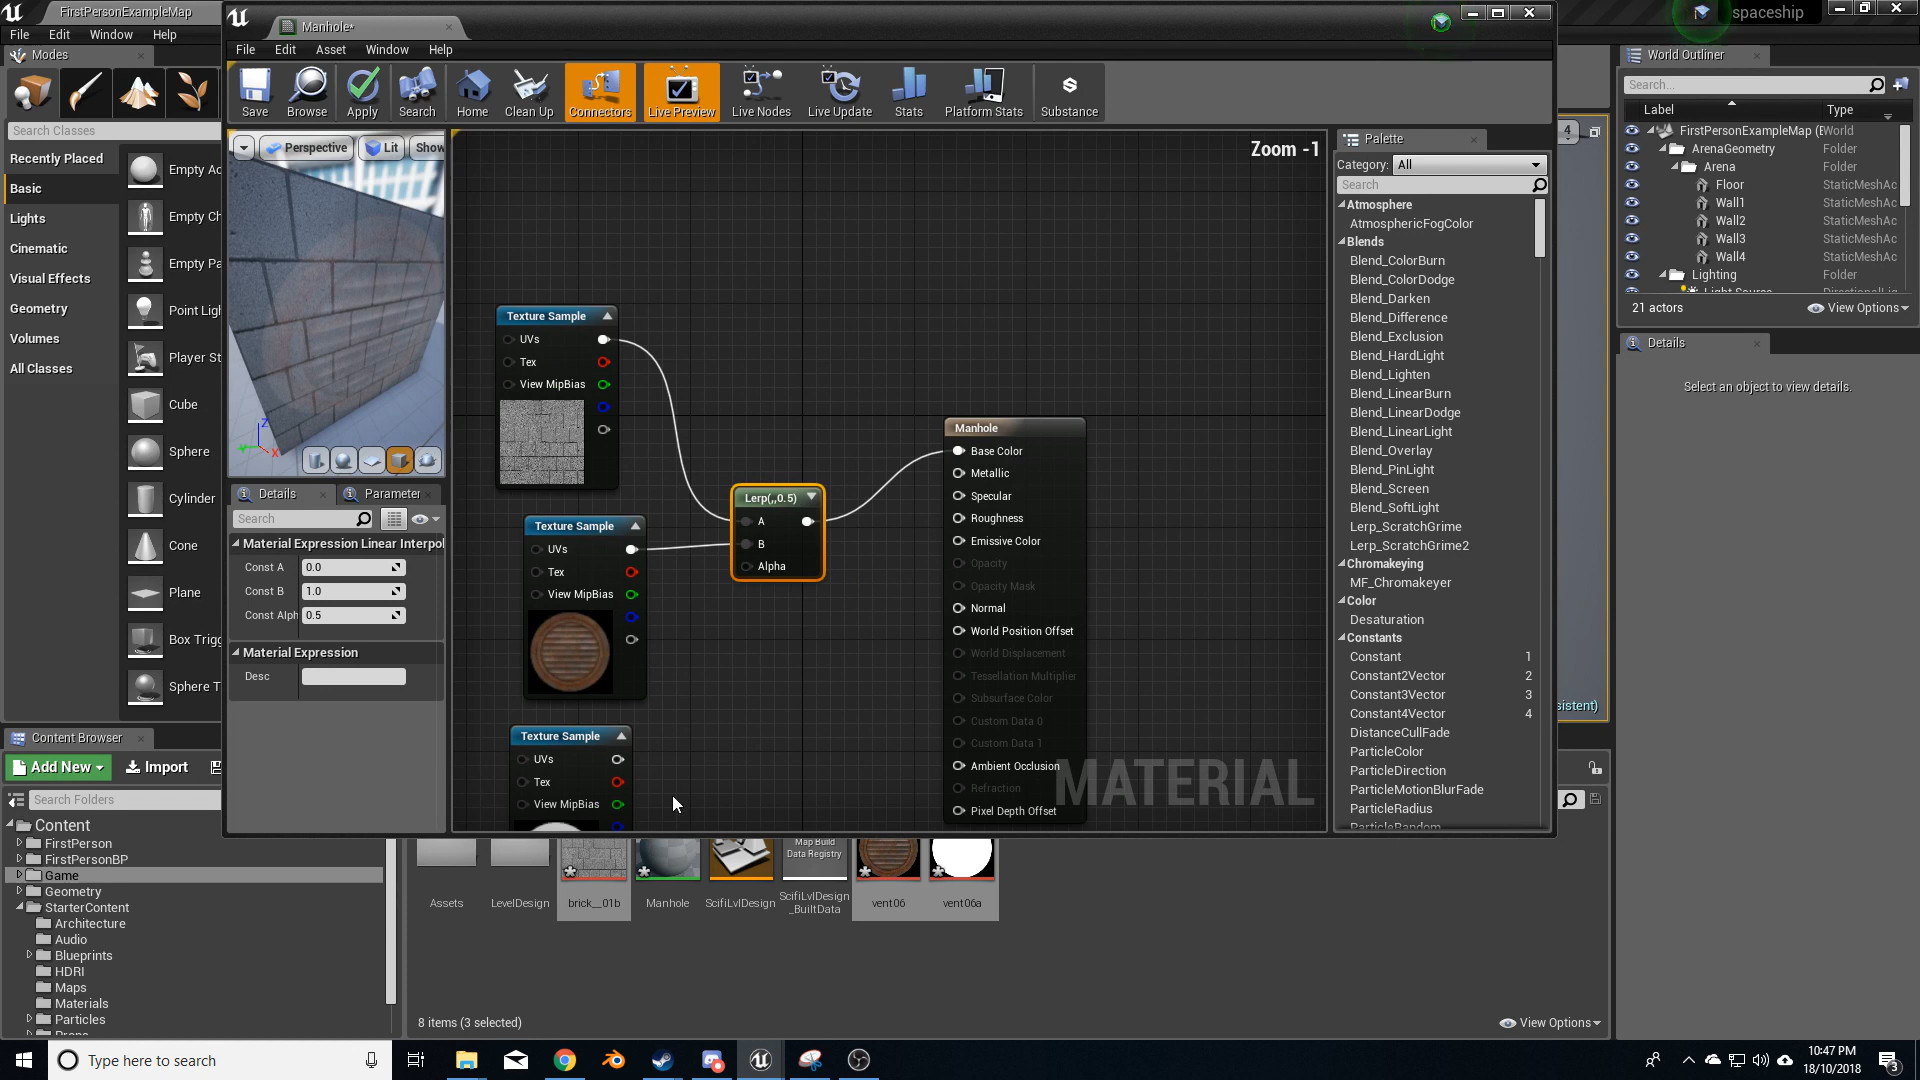 FirstPersonExampleMap
File
Edit
Window
Help
Modes
Search Classes
Recently Placed
Basic
Lights
Cinematic
Visual Effects
Geometry
Volumes
All Classes
Empty Ac
Empty Ch
Empty Pa
Point Ligh
Player St
Cube
Sphere
Cylinder
Cone
Plane
Box Trigg
Sphere T
Manhole*
File
Edit
Asset
Window
Help
Save
Browse
Apply
Search
Home
Clean Up
Connectors
Live Preview
Live Nodes
Live Update
Stats
Platform Stats
Substance
Perspective
Lit
Show
Z
X
Y
Details
Parameter
Search
Material Expression Linear Interpol
Const A
0.0
Const B
1.0
Const Alph
0.5
Material Expression
Desc
Zoom -1
Texture Sample
UVs
Tex
View MipBias
Texture Sample
UVs
Tex
View MipBias
Texture Sample
UVs
Tex
View MipBias
Lerp(,,0.5)
A
B
Alpha
Manhole
Base Color
Metallic
Specular
Roughness
Emissive Color
Opacity
Opacity Mask
Normal
World Position Offset
World Displacement
Tessellation Multiplier
Subsurface Color
Custom Data 0
Custom Data 1
Ambient Occlusion
Refraction
Pixel Depth Offset
MATERIAL
Palette
Category: All
Search
Atmosphere
AtmosphericFogColor
Blends
Blend_ColorBurn
Blend_ColorDodge
Blend_Darken
Blend_Difference
Blend_Exclusion
Blend_HardLight
Blend_Lighten
Blend_LinearBurn
Blend_LinearDodge
Blend_LinearLight
Blend_Overlay
Blend_PinLight
Blend_Screen
Blend_SoftLight
Lerp_ScratchGrime
Lerp_ScratchGrime2
Chromakeying
MF_Chromakeyer
Color
Desaturation
Constants
Constant 1
Constant2Vector 2
Constant3Vector 3
Constant4Vector 4
DistanceCullFade
ParticleColor
ParticleDirection
ParticleMotionBlurFade
ParticleRadius
ParticleRandom
spaceship
4
sistent)
World Outliner
Search...
Label
Type
FirstPersonExampleMap (E World
ArenaGeometry Folder
Arena Folder
Floor StaticMeshAc
Wall1 StaticMeshAc
Wall2 StaticMeshAc
Wall3 StaticMeshAc
Wall4 StaticMeshAc
Lighting Folder
Light Source DirectionalLig
21 actors
View Options
Details
Select an object to view details.
Content Browser
Add New
Import
Search Folders
Content
FirstPerson
FirstPersonBP
Game
Geometry
StarterContent
Architecture
Audio
Blueprints
HDRI
Maps
Materials
Particles
Props
Map Build
Data Registry
Assets
LevelDesign
brick__01b
Manhole
ScifiLvlDesign
ScifiLvlDesign
_BuiltData
vent06
vent06a
8 items (3 selected)
View Options
Type here to search
10:47 PM
18/10/2018
3